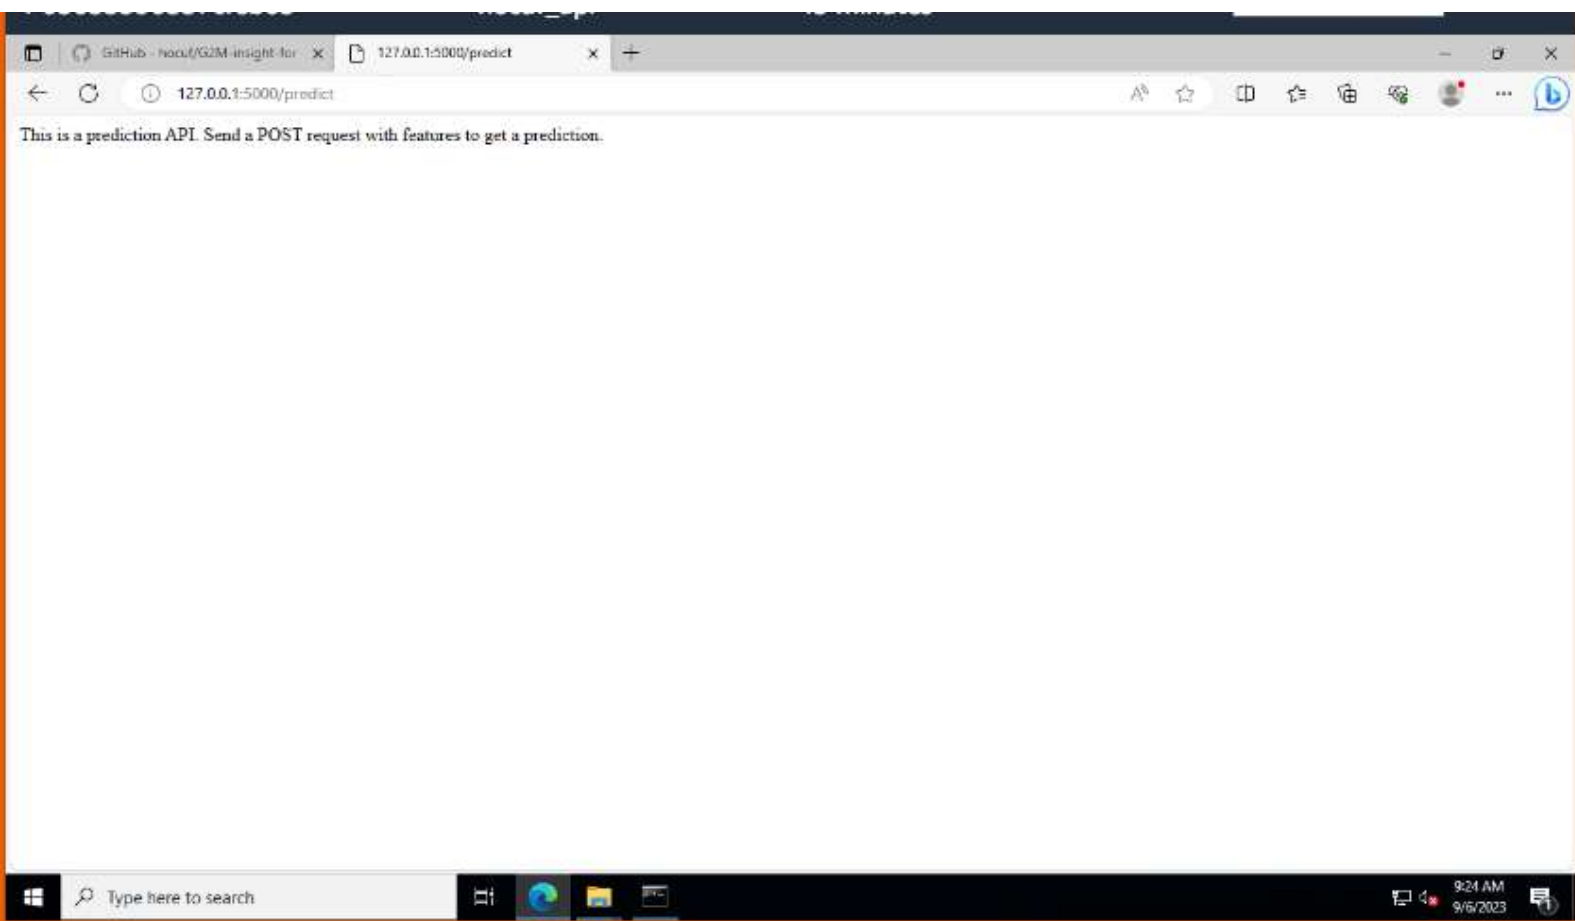 GitHub - nocut/G2M-insight-for
127.0.0.1:5000/predict
127.0.0.1:5000/predict
This is a prediction API. Send a POST request with features to get a prediction.
Type here to search
9:24 AM
9/6/2023